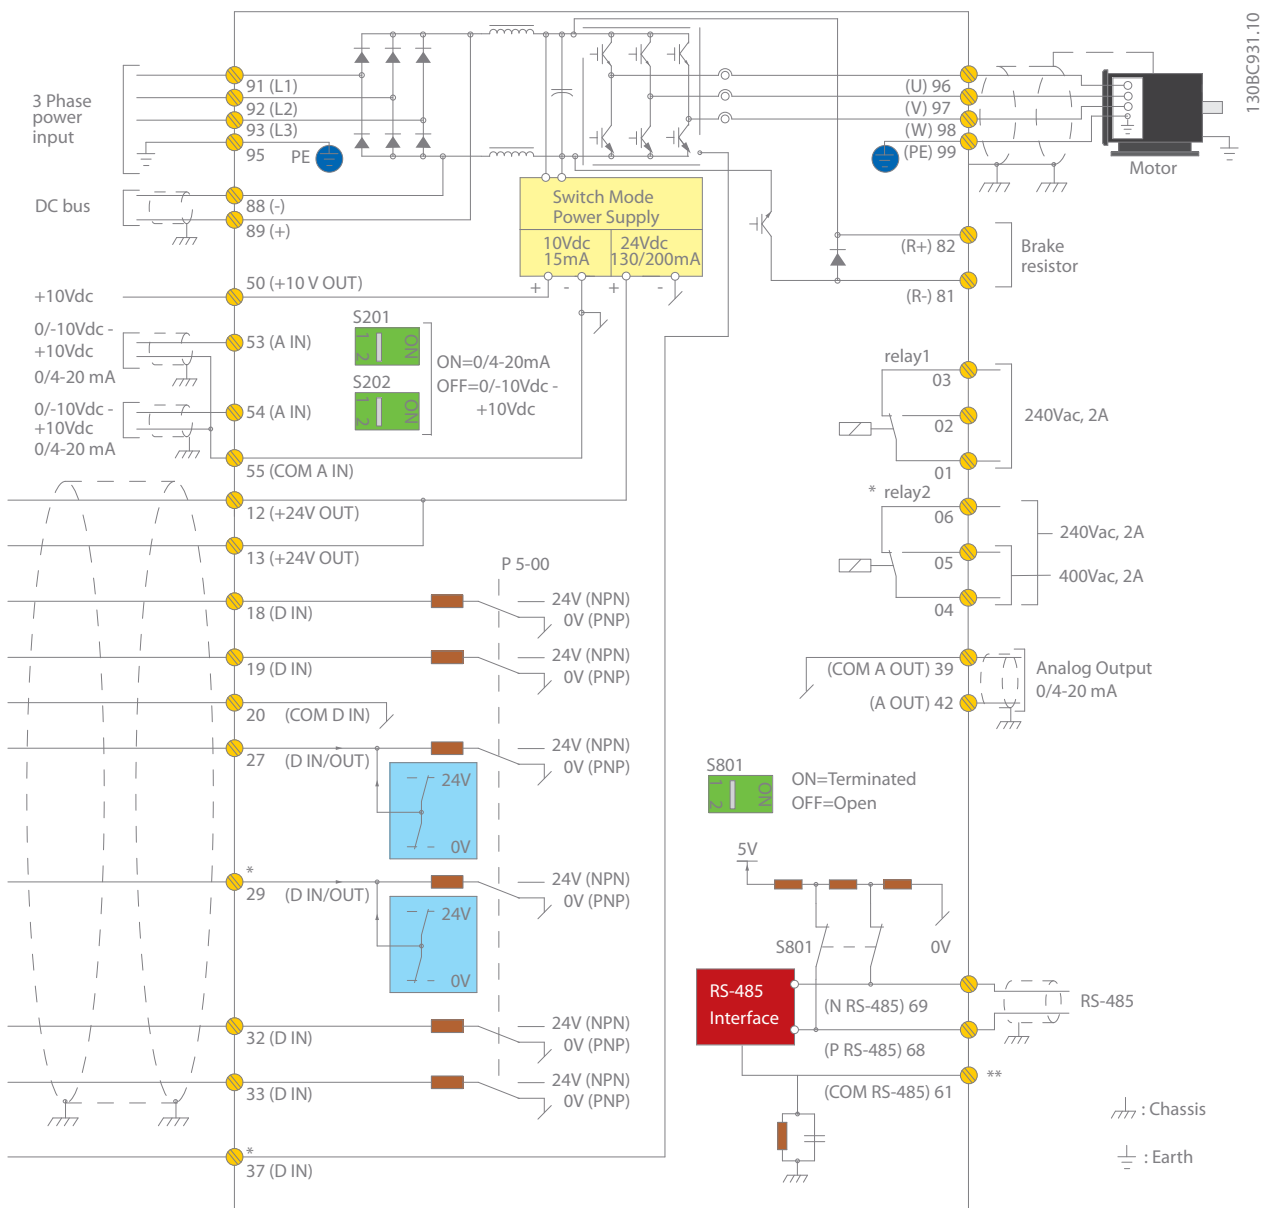 130BC931.10
3 Phase
power
input
91 (L1)
92 (L2)
93 (L3)
95
PE
DC bus
88 (-)
89 (+)
Switch Mode
Power Supply
10Vdc
15mA
24Vdc
130/200mA
+
-
+
-
(U) 96
(V) 97
(W) 98
(PE) 99
Motor
(R+) 82
Brake
resistor
(R-) 81
+10Vdc
50 (+10 V OUT)
0/-10Vdc -
+10Vdc
0/4-20 mA
53 (A IN)
0/-10Vdc -
+10Vdc
0/4-20 mA
54 (A IN)
55 (COM A IN)
S201
1
2
ON
S202
1
2
ON
ON=0/4-20mA
OFF=0/-10Vdc -
+10Vdc
relay1
03
02
01
240Vac, 2A
* relay2
06
05
04
240Vac, 2A
400Vac, 2A
12 (+24V OUT)
13 (+24V OUT)
P 5-00
18 (D IN)
24V (NPN)
0V (PNP)
19 (D IN)
24V (NPN)
0V (PNP)
20 (COM D IN)
27 (D IN/OUT)
24V (NPN)
0V (PNP)
24V
0V
*
29 (D IN/OUT)
24V (NPN)
0V (PNP)
24V
0V
32 (D IN)
24V (NPN)
0V (PNP)
33 (D IN)
24V (NPN)
0V (PNP)
*
37 (D IN)
(COM A OUT) 39
(A OUT) 42
Analog Output
0/4-20 mA
S801
1
2
ON
ON=Terminated
OFF=Open
5V
S801
0V
RS-485
Interface
(N RS-485) 69
(P RS-485) 68
(COM RS-485) 61
**
RS-485
: Chassis
: Earth